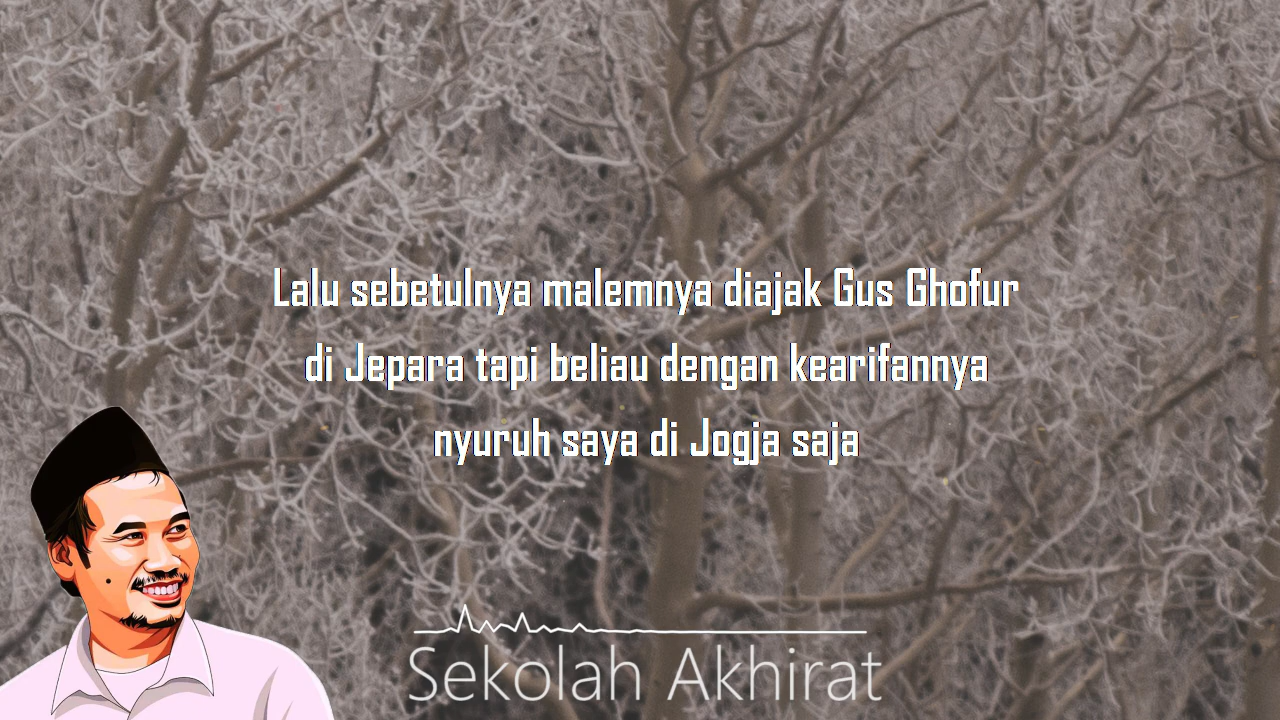 Lalu sebetulnya malemnya diajak Gus Ghofur
di Jepara tapi beliau dengan kearifannya
nyuruh saya di Jogja saja
Sekolah Akhirat